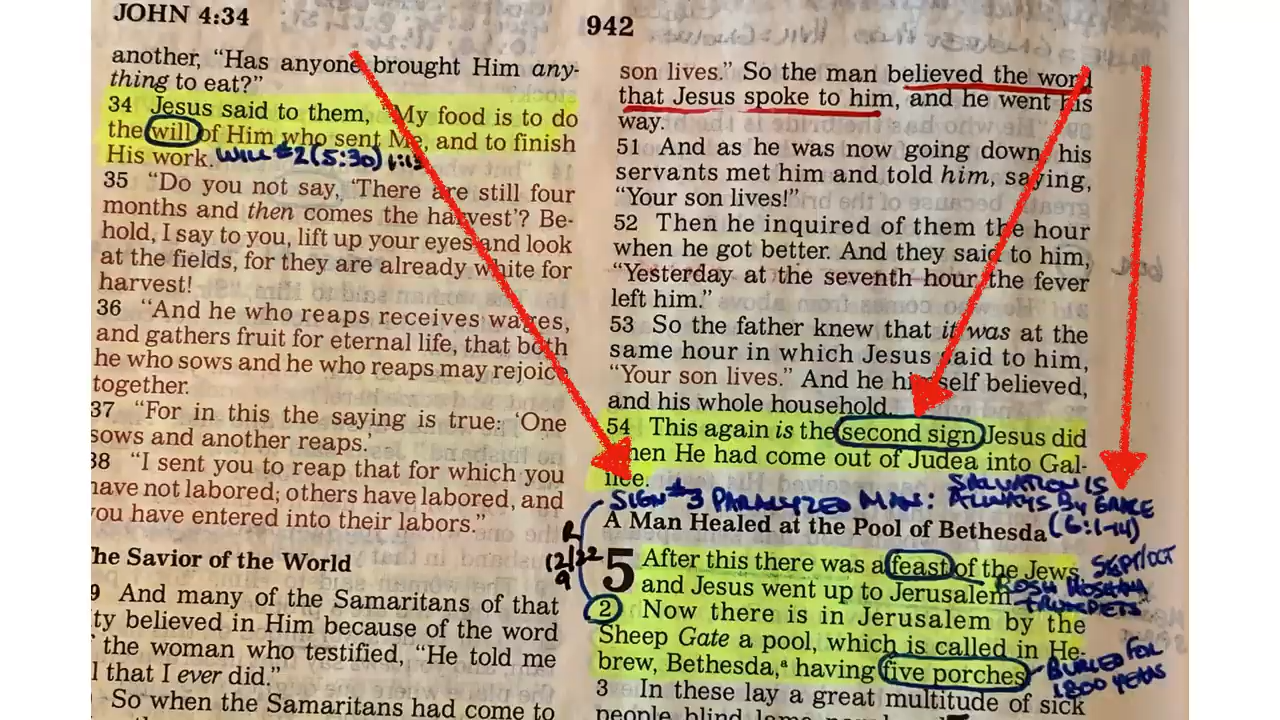 JOHN 4:34
942
another, “Has anyone brought Him any-
thing to eat?”
34 Jesus said to them, “My food is to do
the will of Him who sent Me, and to finish
His work. WILL #2 (5:30)
35 “Do you not say, ‘There are still four
months and then comes the harvest’? Be-
hold, I say to you, lift up your eyes and look
at the fields, for they are already white for
harvest!
36 “And he who reaps receives wages,
and gathers fruit for eternal life, that both
he who sows and he who reaps may rejoice
together.
37 “For in this the saying is true: ‘One
sows and another reaps.’
38 “I sent you to reap that for which you
have not labored; others have labored, and
you have entered into their labors.”
The Savior of the World
9 And many of the Samaritans of that
ty believed in Him because of the word
the woman who testified, “He told me
l that I ever did.”
So when the Samaritans had come to
son lives.” So the man believed the word
that Jesus spoke to him, and he went his
way.
51 And as he was now going down, his
servants met him and told him, saying,
“Your son lives!”
52 Then he inquired of them the hour
when he got better. And they said to him,
“Yesterday at the seventh hour the fever
left him.”
53 So the father knew that it was at the
same hour in which Jesus said to him,
“Your son lives.” And he himself believed,
and his whole household.
54 This again is the second sign Jesus did
when He had come out of Judea into Gal-
ilee.
SIGN #3 PARALYZED MAN: SALVATION IS
ALWAYS BY GRACE
(6:1-14)
A Man Healed at the Pool of Bethesda
12/22
9
5 After this there was a feast of the Jews,
SEPT/OCT
and Jesus went up to Jerusalem.
ROSH HOSHANA
TRUMPETS
2 Now there is in Jerusalem by the
Sheep Gate a pool, which is called in He-
brew, Bethesda,a having five porches.
BURIED FOR
1800 YEARS
3 In these lay a great multitude of sick
people, blind, lame,